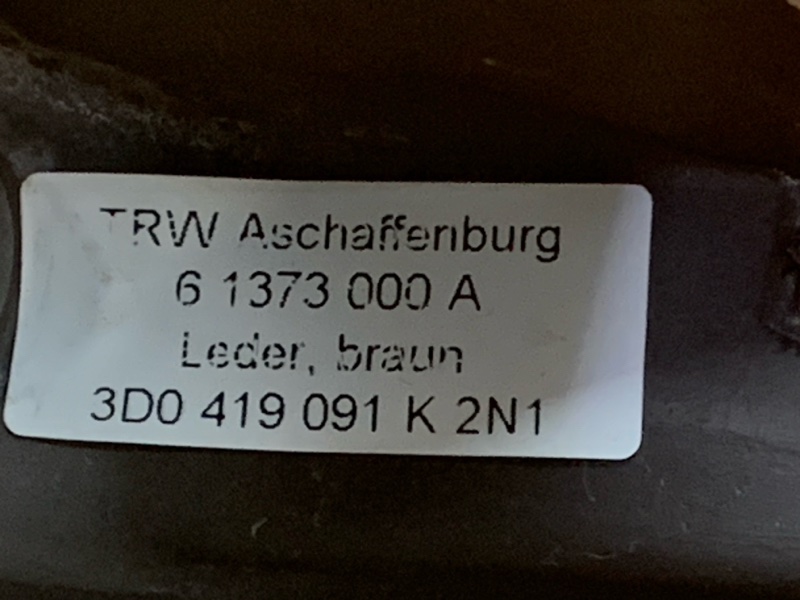 TRW Aschaffenburg
6 1373 000 A
Leder, braun
3D0 419 091 K 2N1